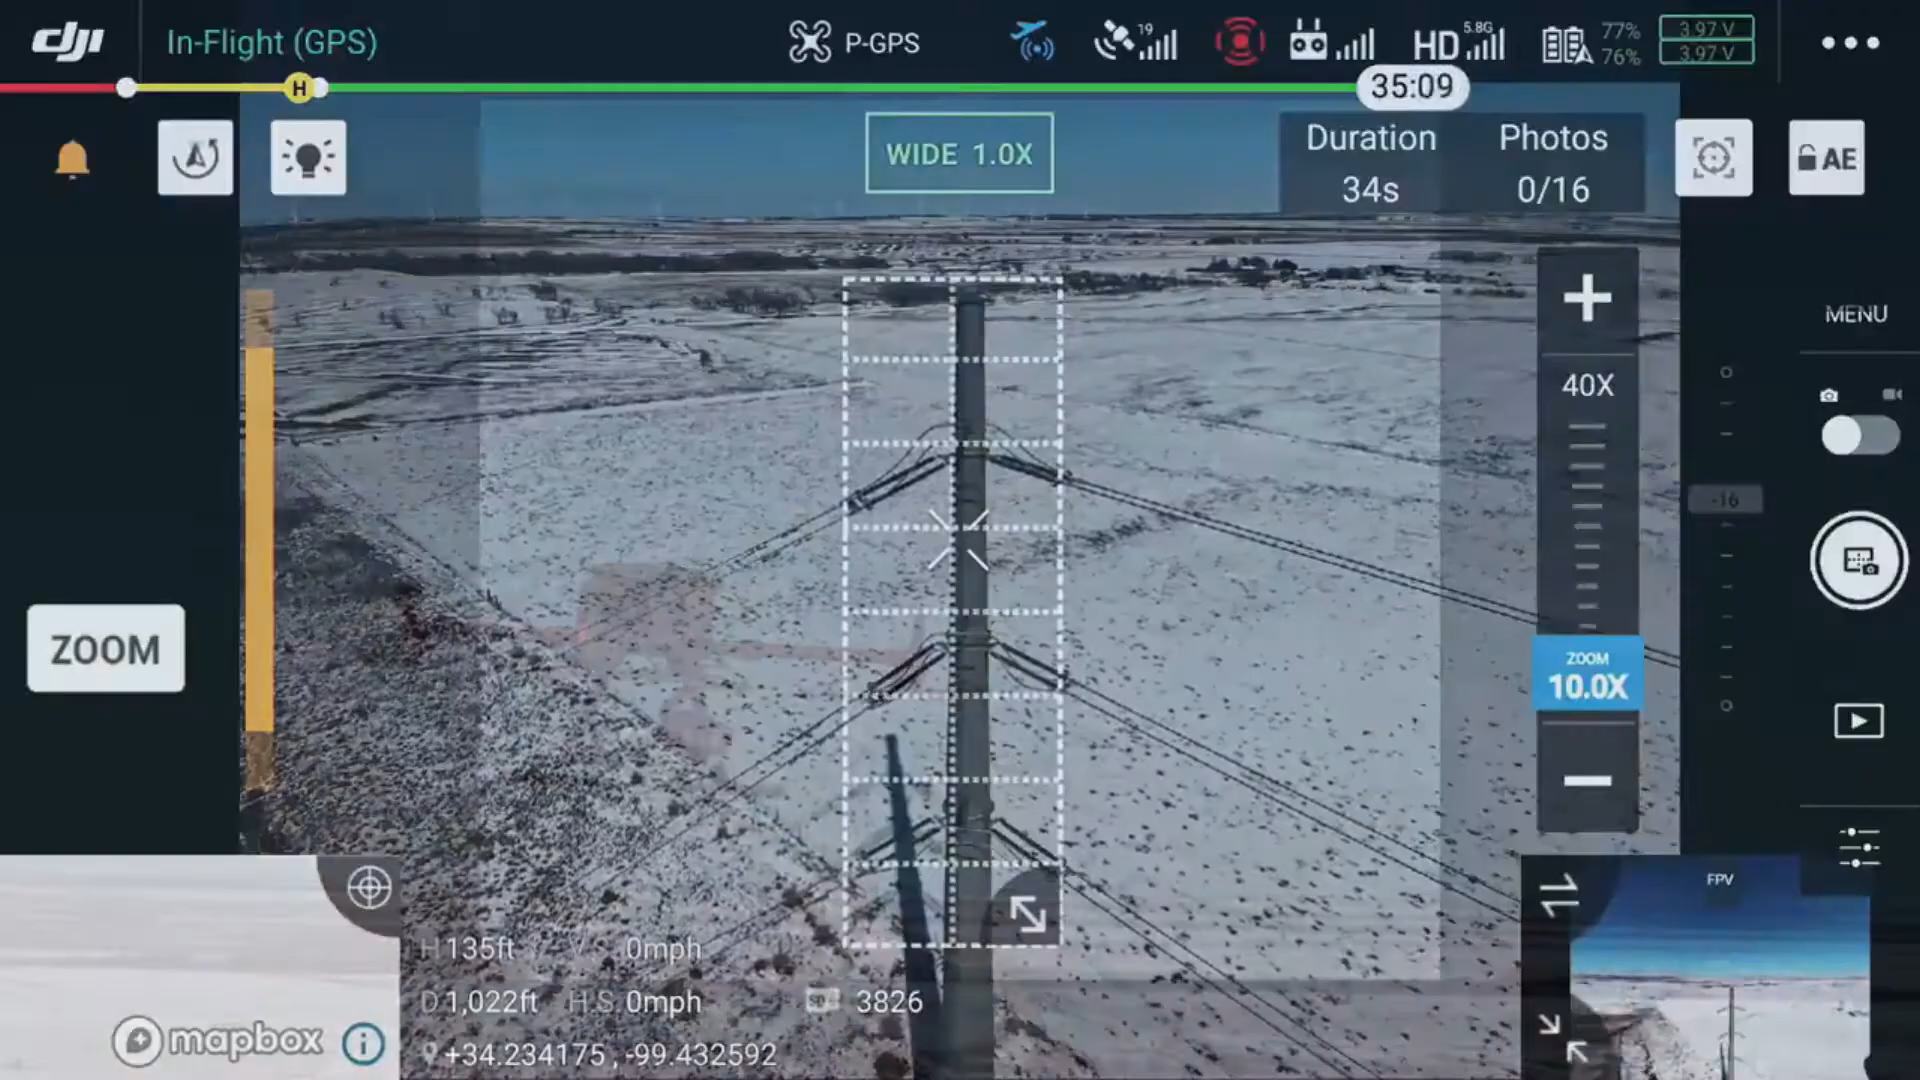 dji In-Flight (GPS) P-GPS 19 HD 5.8G 77% 76% 3.97 V 3.97 V
H 35:09
WIDE 1.0X
Duration Photos
34s 0/16
AE
MENU
40X
-16
ZOOM
ZOOM
10.0X
FPV
H 135ft V.S. 0mph
D 1,022ft H.S. 0mph SD 3826
+34.234175, -99.432592
mapbox i